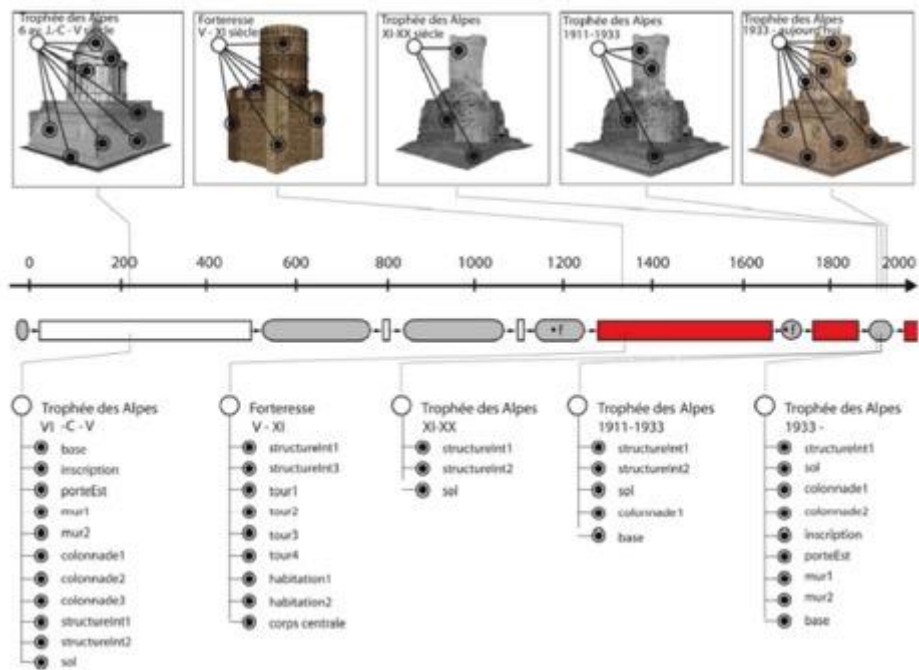 Trophée des Alpes
6 av. J.-C - V siècle
Forteresse
V - XI siècle
Trophée des Alpes
XI-XX siècle
Trophée des Alpes
1911-1933
Trophée des Alpes
1933 - aujourd'hui
0 200 400 600 800 1000 1200 1400 1600 1800 2000
f f
Trophée des Alpes
VI -C - V
base
inscription
porteEst
mur1
mur2
colonnade1
colonnade2
colonnade3
structureInt1
structureInt2
sol
Forteresse
V - XI
structureInt1
structureInt3
tour1
tour2
tour3
tour4
habitation1
habitation2
corps centrale
Trophée des Alpes
XI-XX
structureInt1
structureInt2
sol
Trophée des Alpes
1911-1933
structureInt1
structureInt2
sol
colonnade1
base
Trophée des Alpes
1933 -
structureInt1
sol
colonnade1
colonnade2
inscription
porteEst
mur1
mur2
base